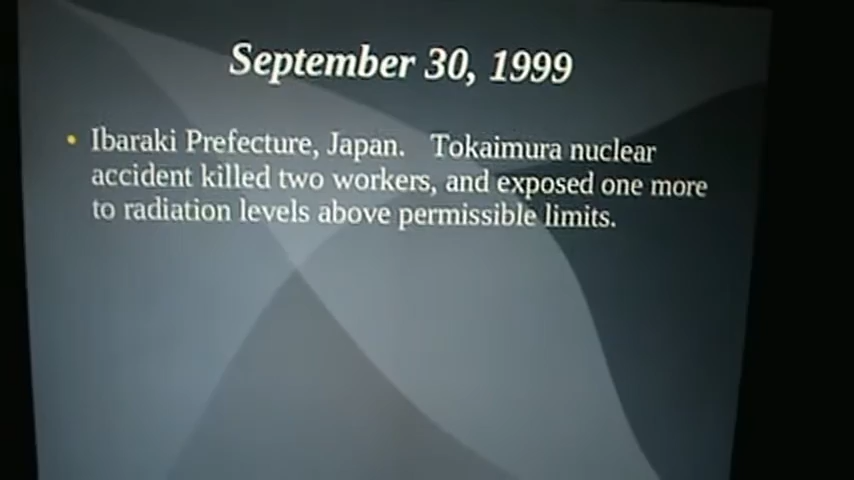 September 30, 1999
• Ibaraki Prefecture, Japan. Tokaimura nuclear
accident killed two workers, and exposed one more
to radiation levels above permissible limits.